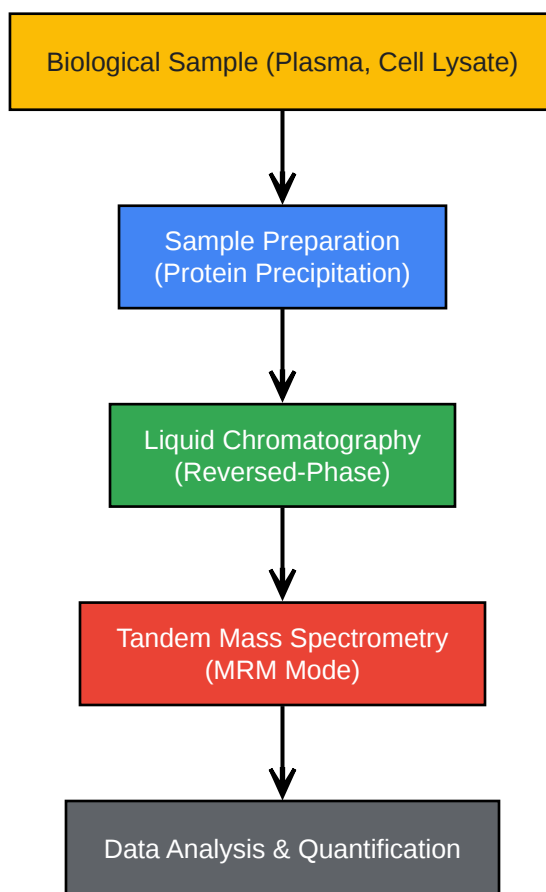 Biological Sample (Plasma, Cell Lysate)
Sample Preparation
(Protein Precipitation)
Liquid Chromatography
(Reversed-Phase)
Tandem Mass Spectrometry
(MRM Mode)
Data Analysis & Quantification